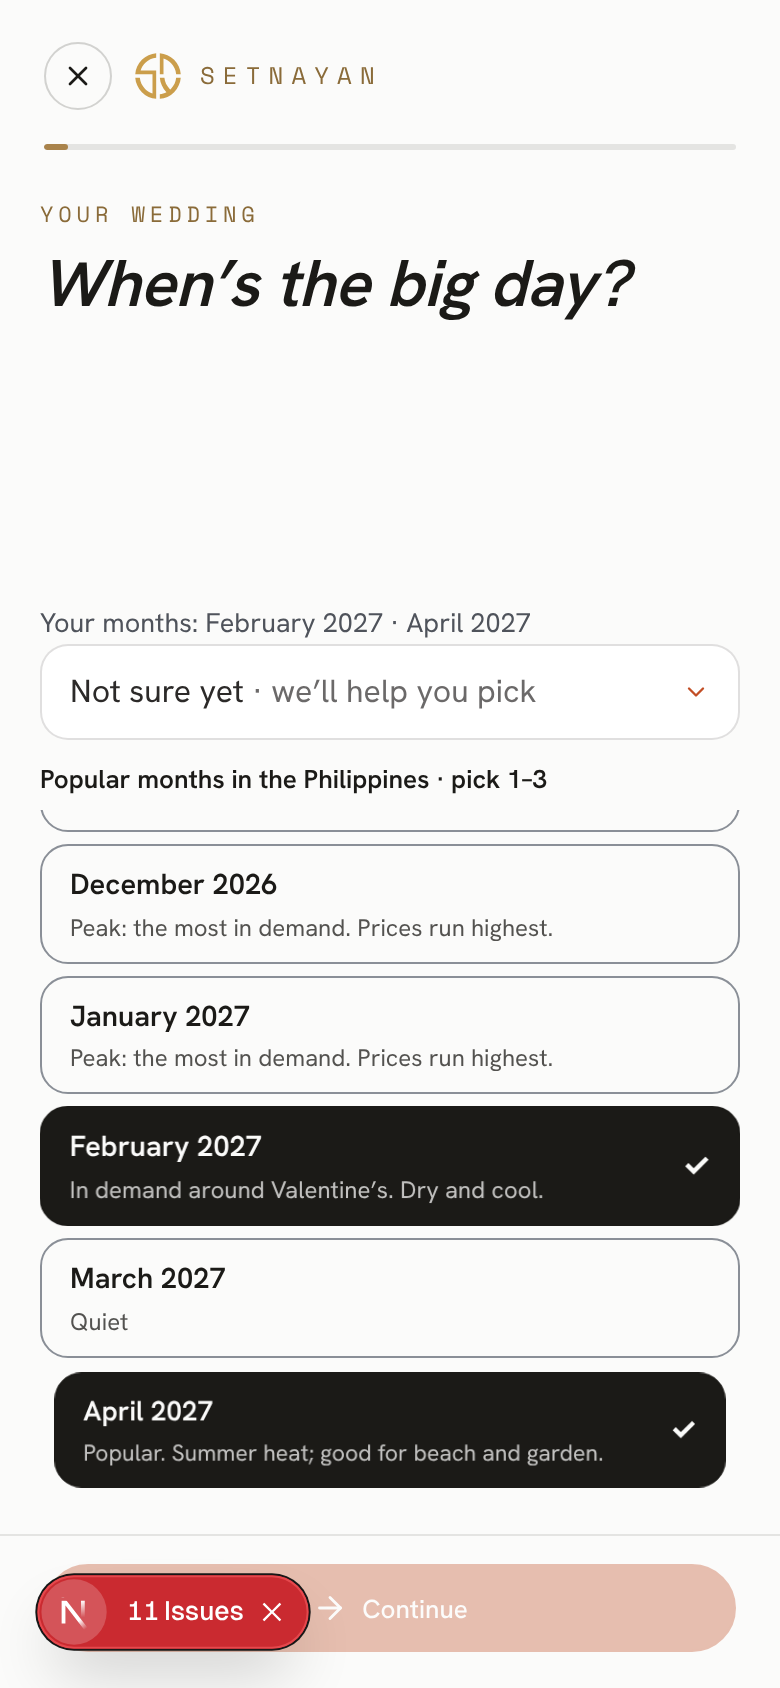 SETNAYAN
YOUR WEDDING
When’s the big day?
Your months: February 2027 · April 2027
Not sure yet · we’ll help you pick
Popular months in the Philippines · pick 1–3
December 2026
Peak: the most in demand. Prices run highest.
January 2027
Peak: the most in demand. Prices run highest.
February 2027
In demand around Valentine’s. Dry and cool.
March 2027
Quiet
April 2027
Popular. Summer heat; good for beach and garden.
N 11 Issues
Continue